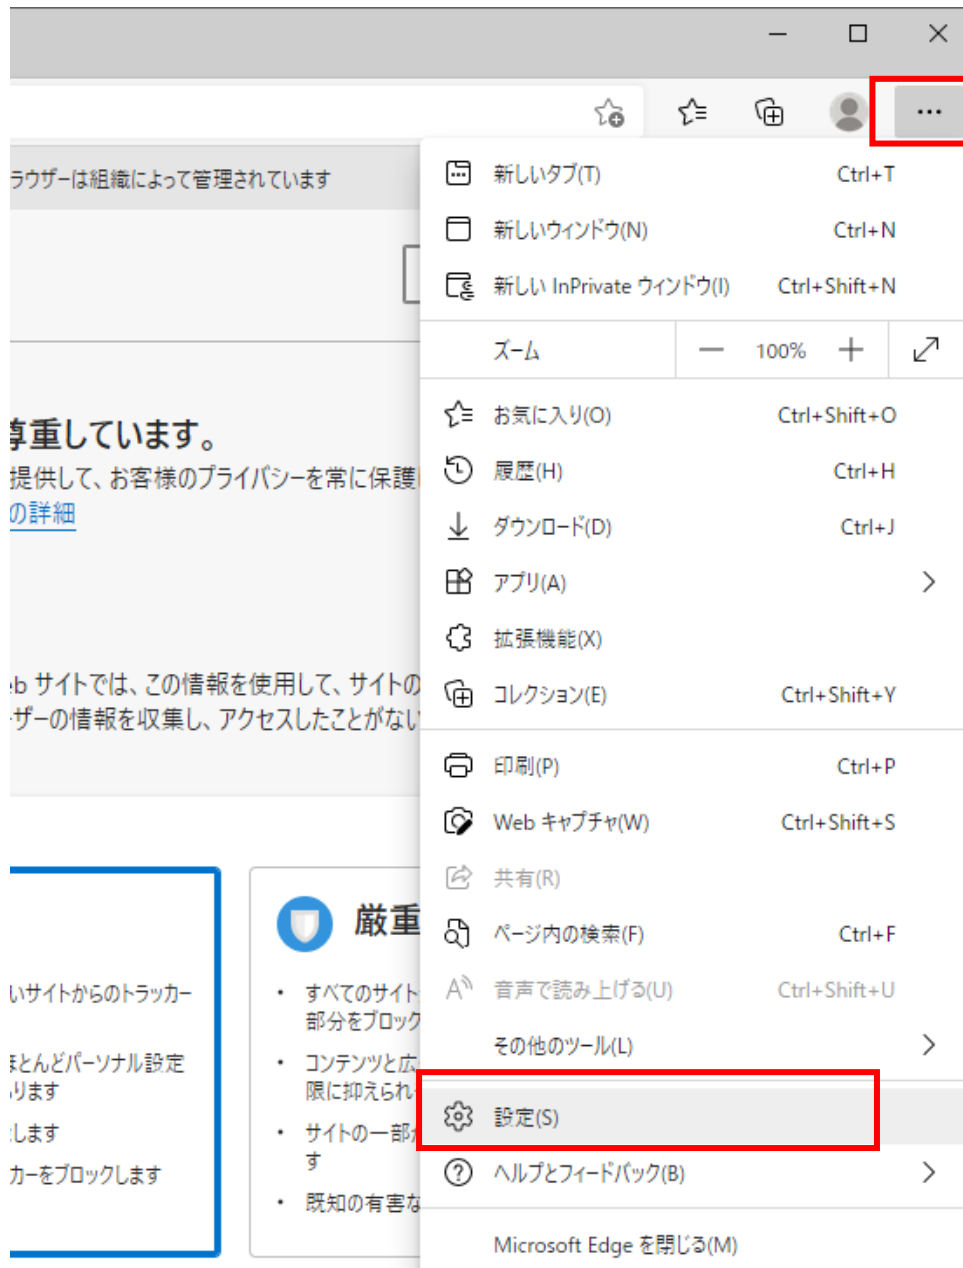 ラウザーは組織によって管理されています
尊重しています。
提供して、お客様のプライバシーを常に保護
の詳細
eb サイトでは、この情報を使用して、サイトの
ーザーの情報を収集し、アクセスしたことがない
いサイトからのトラッカー
ほとんどパーソナル設定
ります
します
カーをブロックします
厳重
• すべてのサイト
部分をブロック
• コンテンツと広
限に抑えられ
• サイトの一部
す
• 既知の有害な
新しいタブ(T) Ctrl+T
新しいウィンドウ(N) Ctrl+N
新しい InPrivate ウィンドウ(I) Ctrl+Shift+N
ズーム — 100% +
お気に入り(O) Ctrl+Shift+O
履歴(H) Ctrl+H
ダウンロード(D) Ctrl+J
アプリ(A)
拡張機能(X)
コレクション(E) Ctrl+Shift+Y
印刷(P) Ctrl+P
Web キャプチャ(W) Ctrl+Shift+S
共有(R)
ページ内の検索(F) Ctrl+F
音声で読み上げる(U) Ctrl+Shift+U
その他のツール(L)
設定(S)
ヘルプとフィードバック(B)
Microsoft Edge を閉じる(M)